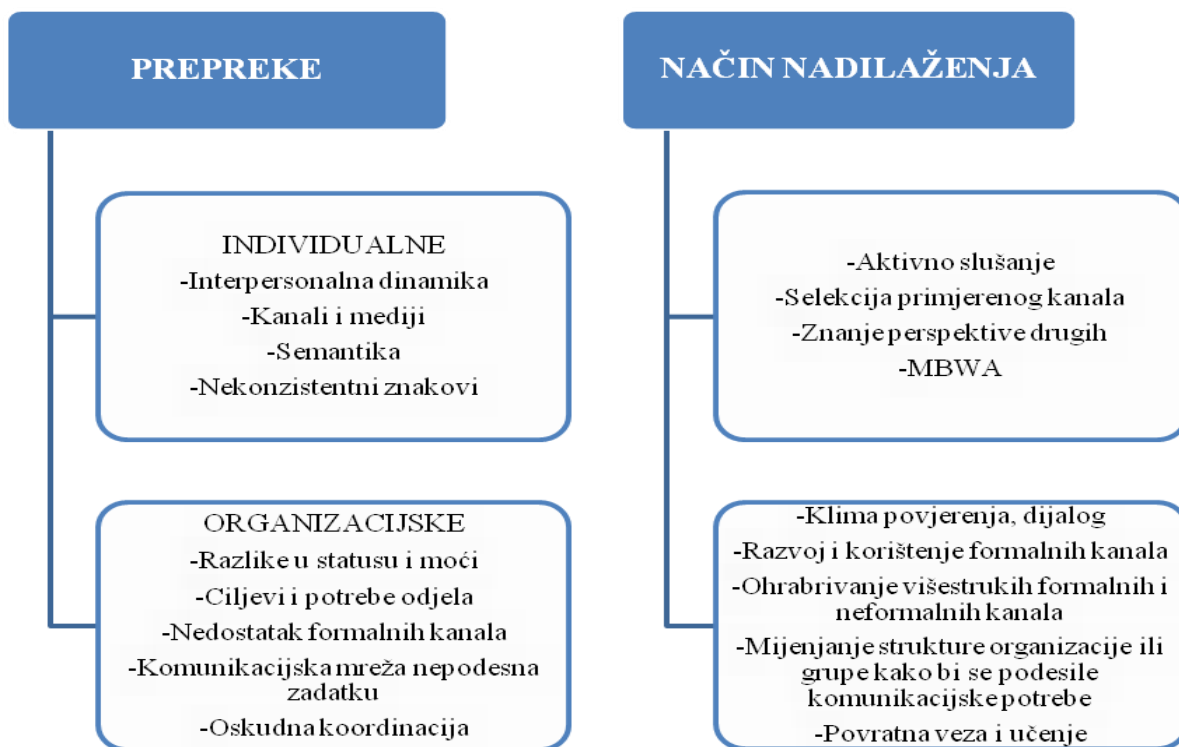 PREPREKE
INDIVIDUALNE
-Interpersonalna dinamika
-Kanali i mediji
-Semantika
-Nekonzistentni znakovi
ORGANIZACIJSKE
-Razlike u statusu i moći
-Ciljevi i potrebe odjela
-Nedostatak formalnih kanala
-Komunikacijska mreža nepodesna
zadatku
-Oskudna koordinacija
NAČIN NADILAŽENJA
-Aktivno slušanje
-Selekcija primjerenog kanala
-Znanje perspektive drugih
-MBWA
-Klima povjerenja, dijalog
-Razvoj i korištenje formalnih kanala
-Ohrabrivanje višestrukih formalnih i
neformalnih kanala
-Mijenjanje strukture organizacije ili
grupe kako bi se podesile
komunikacijske potrebe
-Povratna veza i učenje